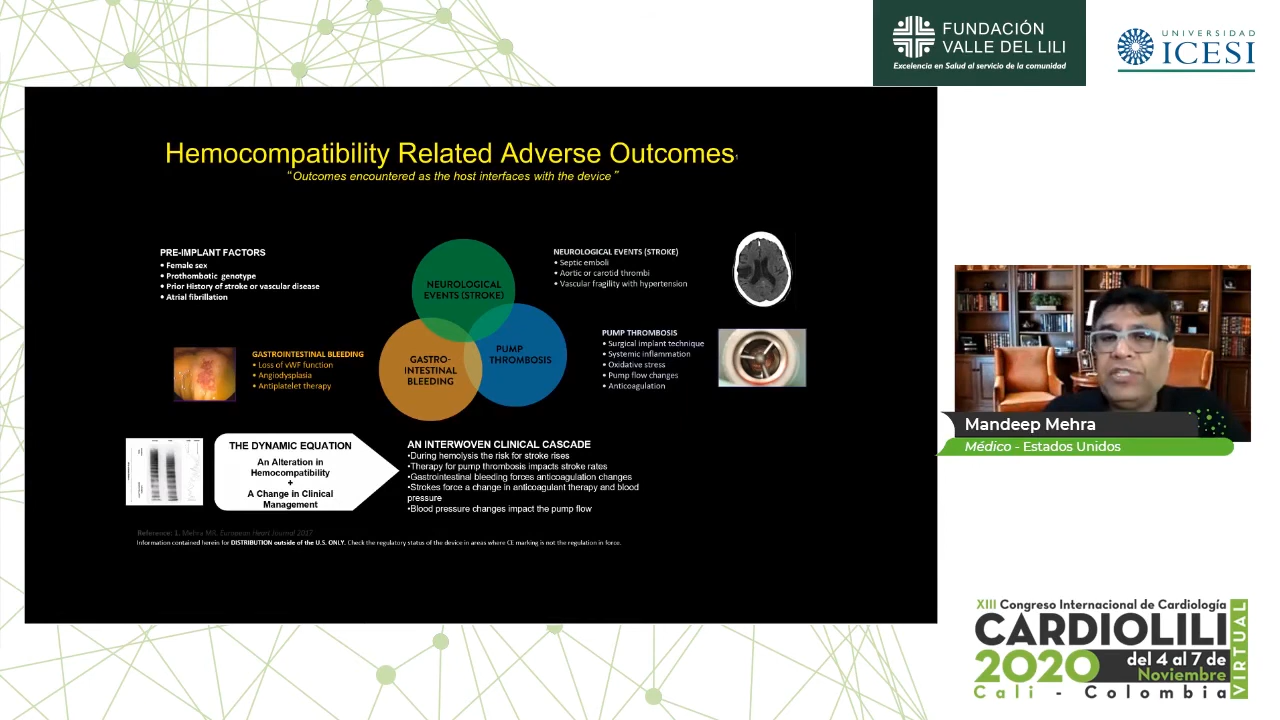 FUNDACIÓN
VALLE DEL LILI
Excelencia en Salud al servicio de la comunidad
UNIVERSIDAD
ICESI
Hemocompatibility Related Adverse Outcomes1
“Outcomes encountered as the host interfaces with the device”
PRE-IMPLANT FACTORS
• Female sex
• Prothombotic genotype
• Prior History of stroke or vascular disease
• Atrial fibrillation
NEUROLOGICAL
EVENTS (STROKE)
NEUROLOGICAL EVENTS (STROKE)
• Septic emboli
• Aortic or carotid thrombi
• Vascular fragility with hypertension
GASTROINTESTINAL BLEEDING
• Loss of vWF function
• Angiodysplasia
• Antiplatelet therapy
GASTRO-
INTESTINAL
BLEEDING
PUMP
THROMBOSIS
PUMP THROMBOSIS
• Surgical implant technique
• Systemic inflammation
• Oxidative stress
• Pump flow changes
• Anticoagulation
THE DYNAMIC EQUATION
An Alteration in
Hemocompatibility
+
A Change in Clinical
Management
AN INTERWOVEN CLINICAL CASCADE
•During hemolysis the risk for stroke rises
•Therapy for pump thrombosis impacts stroke rates
•Gastrointestinal bleeding forces anticoagulation changes
•Strokes force a change in anticoagulant therapy and blood
pressure
•Blood pressure changes impact the pump flow
Reference: 1. Mehra MR. European Heart Journal 2017
Information contained herein for DISTRIBUTION outside of the U.S. ONLY. Check the regulatory status of the device in areas where CE marking is not the regulation in force.
Mandeep Mehra
Médico - Estados Unidos
XIII Congreso Internacional de Cardiología
CARDIOLILI
2020
del 4 al 7 de
Noviembre
Cali - Colombia
VIRTUAL